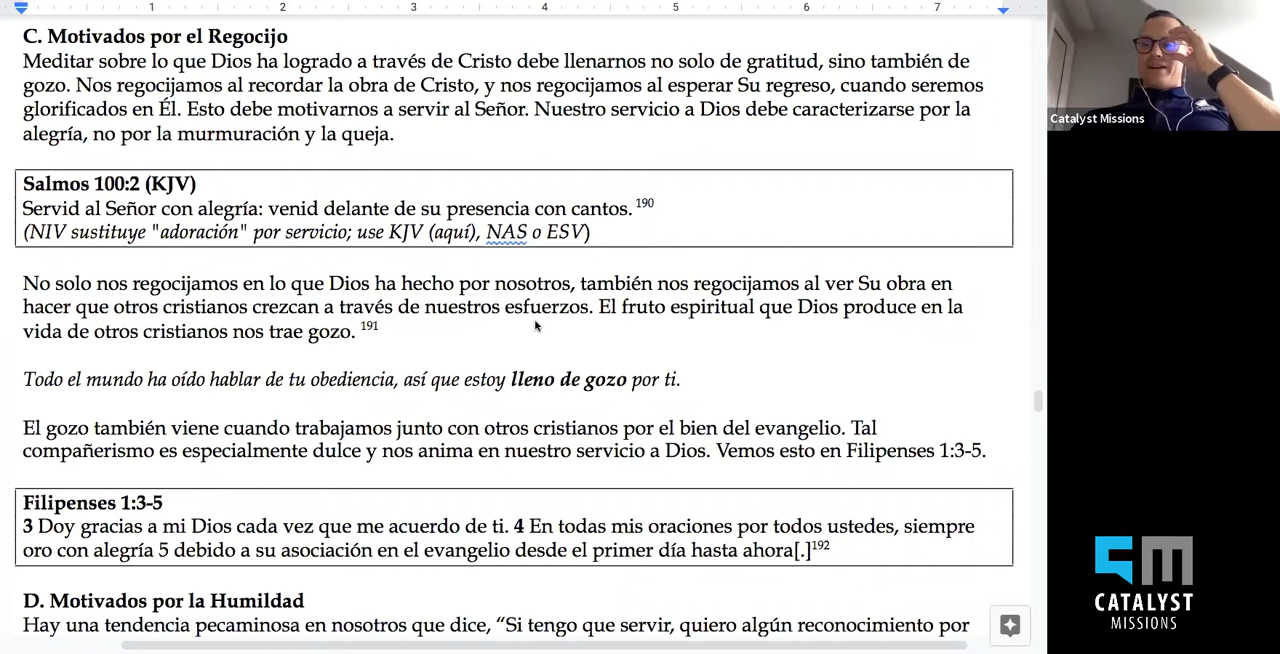 1 2 3 4 5 6 7
C. Motivados por el Regocijo
Meditar sobre lo que Dios ha logrado a través de Cristo debe llenarnos no solo de gratitud, sino también de
gozo. Nos regocijamos al recordar la obra de Cristo, y nos regocijamos al esperar Su regreso, cuando seremos
glorificados en Él. Esto debe motivarnos a servir al Señor. Nuestro servicio a Dios debe caracterizarse por la
alegría, no por la murmuración y la queja.
Salmos 100:2 (KJV)
Servid al Señor con alegría: venid delante de su presencia con cantos. 190
(NIV sustituye "adoración" por servicio; use KJV (aquí), NAS o ESV)
No solo nos regocijamos en lo que Dios ha hecho por nosotros, también nos regocijamos al ver Su obra en
hacer que otros cristianos crezcan a través de nuestros esfuerzos. El fruto espiritual que Dios produce en la
vida de otros cristianos nos trae gozo. 191
Todo el mundo ha oído hablar de tu obediencia, así que estoy lleno de gozo por ti.
El gozo también viene cuando trabajamos junto con otros cristianos por el bien del evangelio. Tal
compañerismo es especialmente dulce y nos anima en nuestro servicio a Dios. Vemos esto en Filipenses 1:3-5.
Filipenses 1:3-5
3 Doy gracias a mi Dios cada vez que me acuerdo de ti. 4 En todas mis oraciones por todos ustedes, siempre
oro con alegría 5 debido a su asociación en el evangelio desde el primer día hasta ahora[.]192
D. Motivados por la Humildad
Hay una tendencia pecaminosa en nosotros que dice, “Si tengo que servir, quiero algún reconocimiento por
Catalyst Missions
CATALYST
MISSIONS